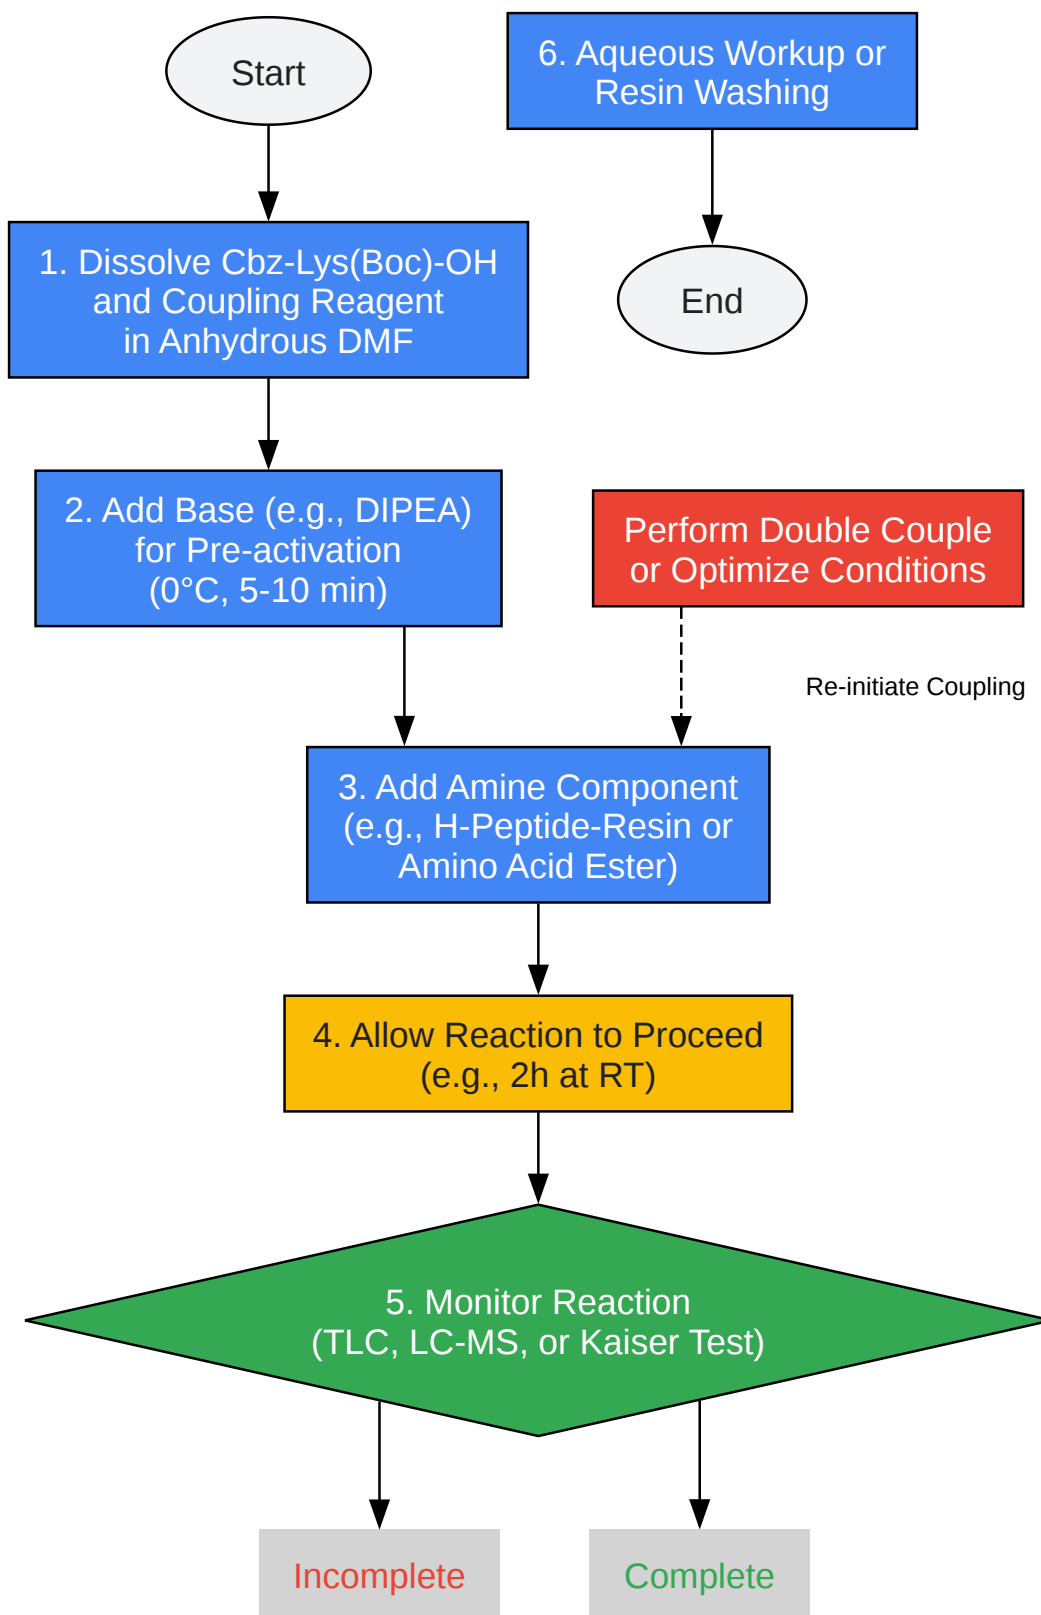 Start
6. Aqueous Workup or
Resin Washing
1. Dissolve Cbz-Lys(Boc)-OH
and Coupling Reagent
in Anhydrous DMF
End
2. Add Base (e.g., DIPEA)
for Pre-activation
(0°C, 5-10 min)
Perform Double Couple
or Optimize Conditions
Re-initiate Coupling
3. Add Amine Component
(e.g., H-Peptide-Resin or
Amino Acid Ester)
4. Allow Reaction to Proceed
(e.g., 2h at RT)
5. Monitor Reaction
(TLC, LC-MS, or Kaiser Test)
Incomplete
Complete